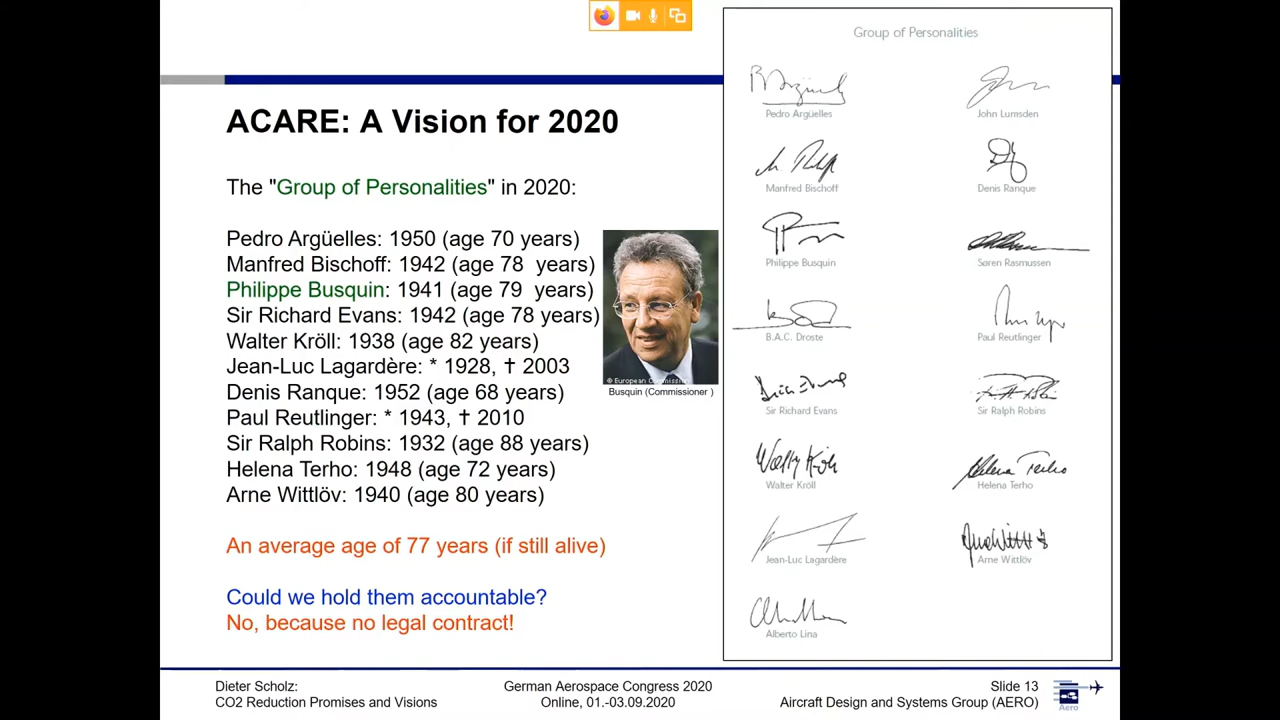 ACARE: A Vision for 2020
The "Group of Personalities" in 2020:
Pedro Argüelles: 1950 (age 70 years)
Manfred Bischoff: 1942 (age 78 years)
Philippe Busquin: 1941 (age 79 years)
Sir Richard Evans: 1942 (age 78 years)
Walter Kröll: 1938 (age 82 years)
Jean-Luc Lagardère: * 1928, † 2003
Denis Ranque: 1952 (age 68 years)
Paul Reutlinger: * 1943, † 2010
Sir Ralph Robins: 1932 (age 88 years)
Helena Terho: 1948 (age 72 years)
Arne Wittlöv: 1940 (age 80 years)
An average age of 77 years (if still alive)
Could we hold them accountable?
No, because no legal contract!
© European Commission
Busquin (Commissioner )
Group of Personalities
Pedro Argüelles
John Lumsden
Manfred Bischoff
Denis Ranque
Philippe Busquin
Søren Rasmussen
B.A.C. Droste
Paul Reutlinger
Sir Richard Evans
Sir Ralph Robins
Walter Kröll
Helena Terho
Jean-Luc Lagardère
Arne Wittlöv
Alberto Lina
Dieter Scholz:
CO2 Reduction Promises and Visions
German Aerospace Congress 2020
Online, 01.-03.09.2020
Slide 13
Aircraft Design and Systems Group (AERO)
Aero